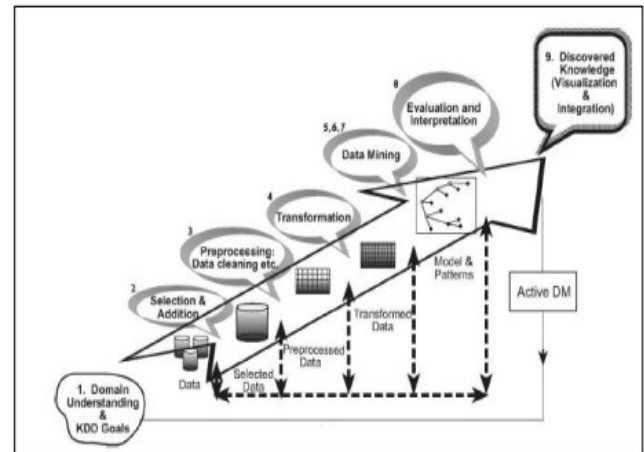 9. Discovered
Knowledge
(Visualization
&
Integration)
8
Evaluation and
Interpretation
5,6,7
Data Mining
4
Transformation
3
Preprocessing:
Data cleaning etc.
2
Selection &
Addition
Model &
Patterns
Active DM
Transformed
Data
Preprocessed
Data
Selected
Data
Data
1. Domain
Understanding
&
KDD Goals